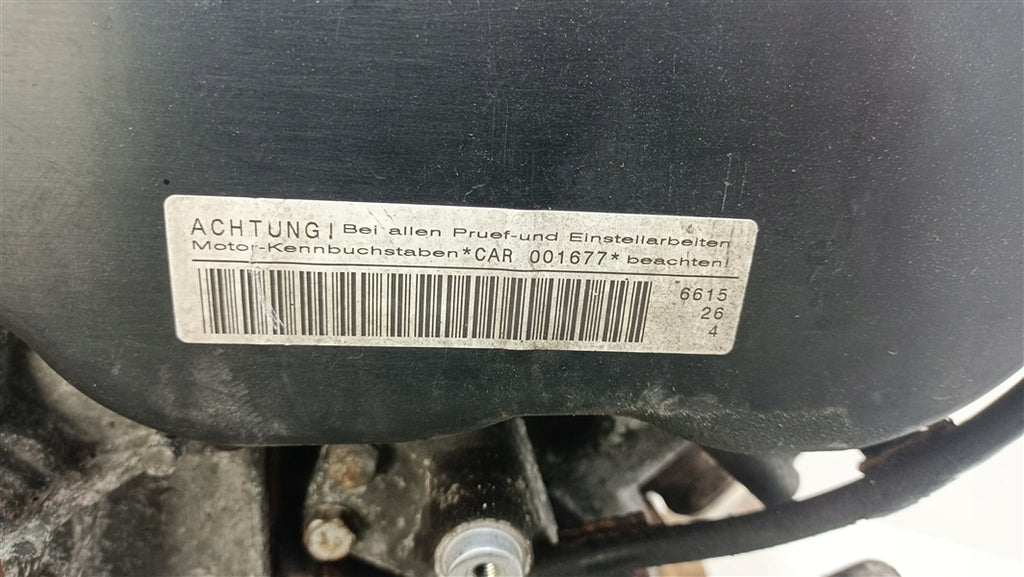 ACHTUNG! Bei allen Pruef-und Einstellarbeiten
Motor-Kennbuchstaben *CAR 001677* beachten!
6615
26
4